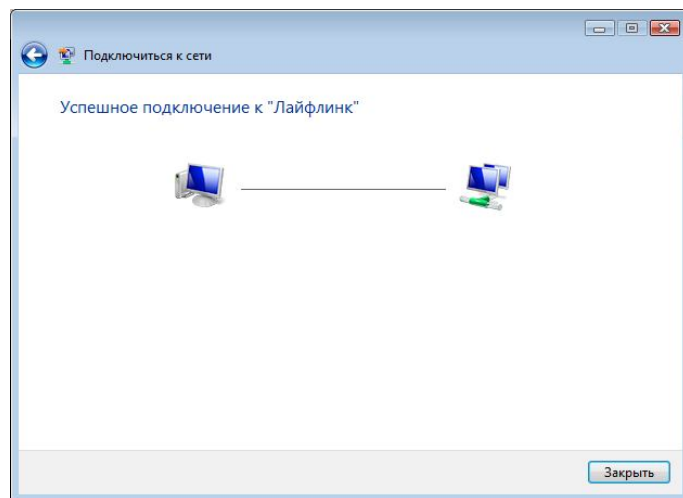 Подключиться к сети
Успешное подключение к "Лайфлинк"
Закрыть